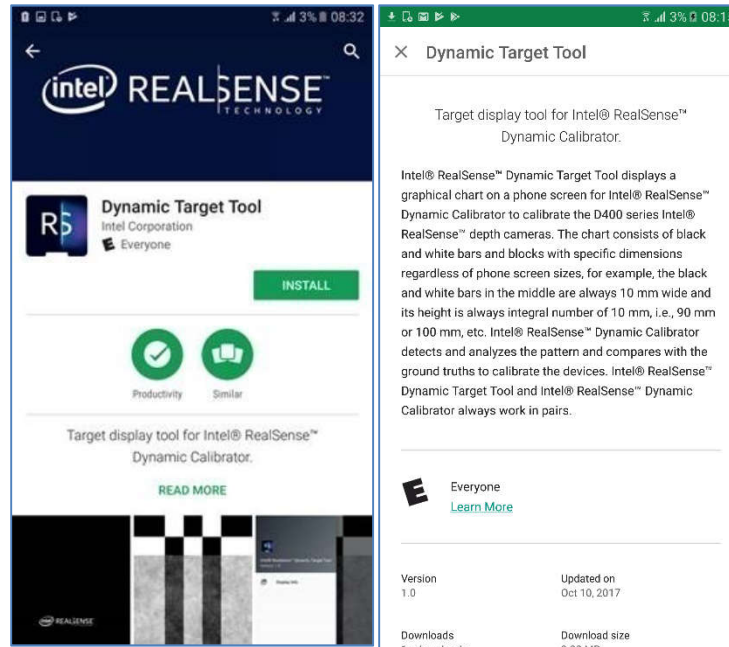 3% 08:32
intel REALSENSE™
TECHNOLOGY
Dynamic Target Tool
Intel Corporation
E Everyone
INSTALL
Productivity
Similar
Target display tool for Intel® RealSense™
Dynamic Calibrator.
READ MORE
REALSENSE
Display Info
3% 08:1
Dynamic Target Tool
Target display tool for Intel® RealSense™
Dynamic Calibrator.
Intel® RealSense™ Dynamic Target Tool displays a
graphical chart on a phone screen for Intel® RealSense™
Dynamic Calibrator to calibrate the D400 series Intel®
RealSense™ depth cameras. The chart consists of black
and white bars and blocks with specific dimensions
regardless of phone screen sizes, for example, the black
and white bars in the middle are always 10 mm wide and
its height is always integral number of 10 mm, i.e., 90 mm
or 100 mm, etc. Intel® RealSense™ Dynamic Calibrator
detects and analyzes the pattern and compares with the
ground truths to calibrate the devices. Intel® RealSense™
Dynamic Target Tool and Intel® RealSense™ Dynamic
Calibrator always work in pairs.
E Everyone
Learn More
Version
1.0
Updated on
Oct 10, 2017
Downloads
Download size